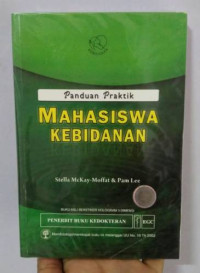 Panduan Praktik
MAHASISWA
KEBIDANAN
Stella McKay-Moffat & Pam Lee
PENERBIT BUKU KEDOKTERAN EGC